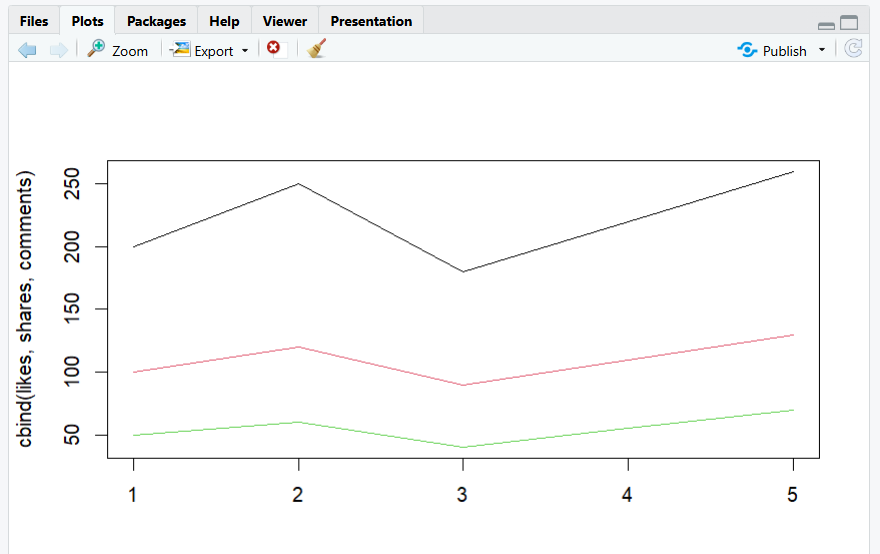 Files Plots Packages Help Viewer Presentation
Zoom Export Publish
cbind(likes, shares, comments)
250
200
150
100
50
1 2 3 4 5